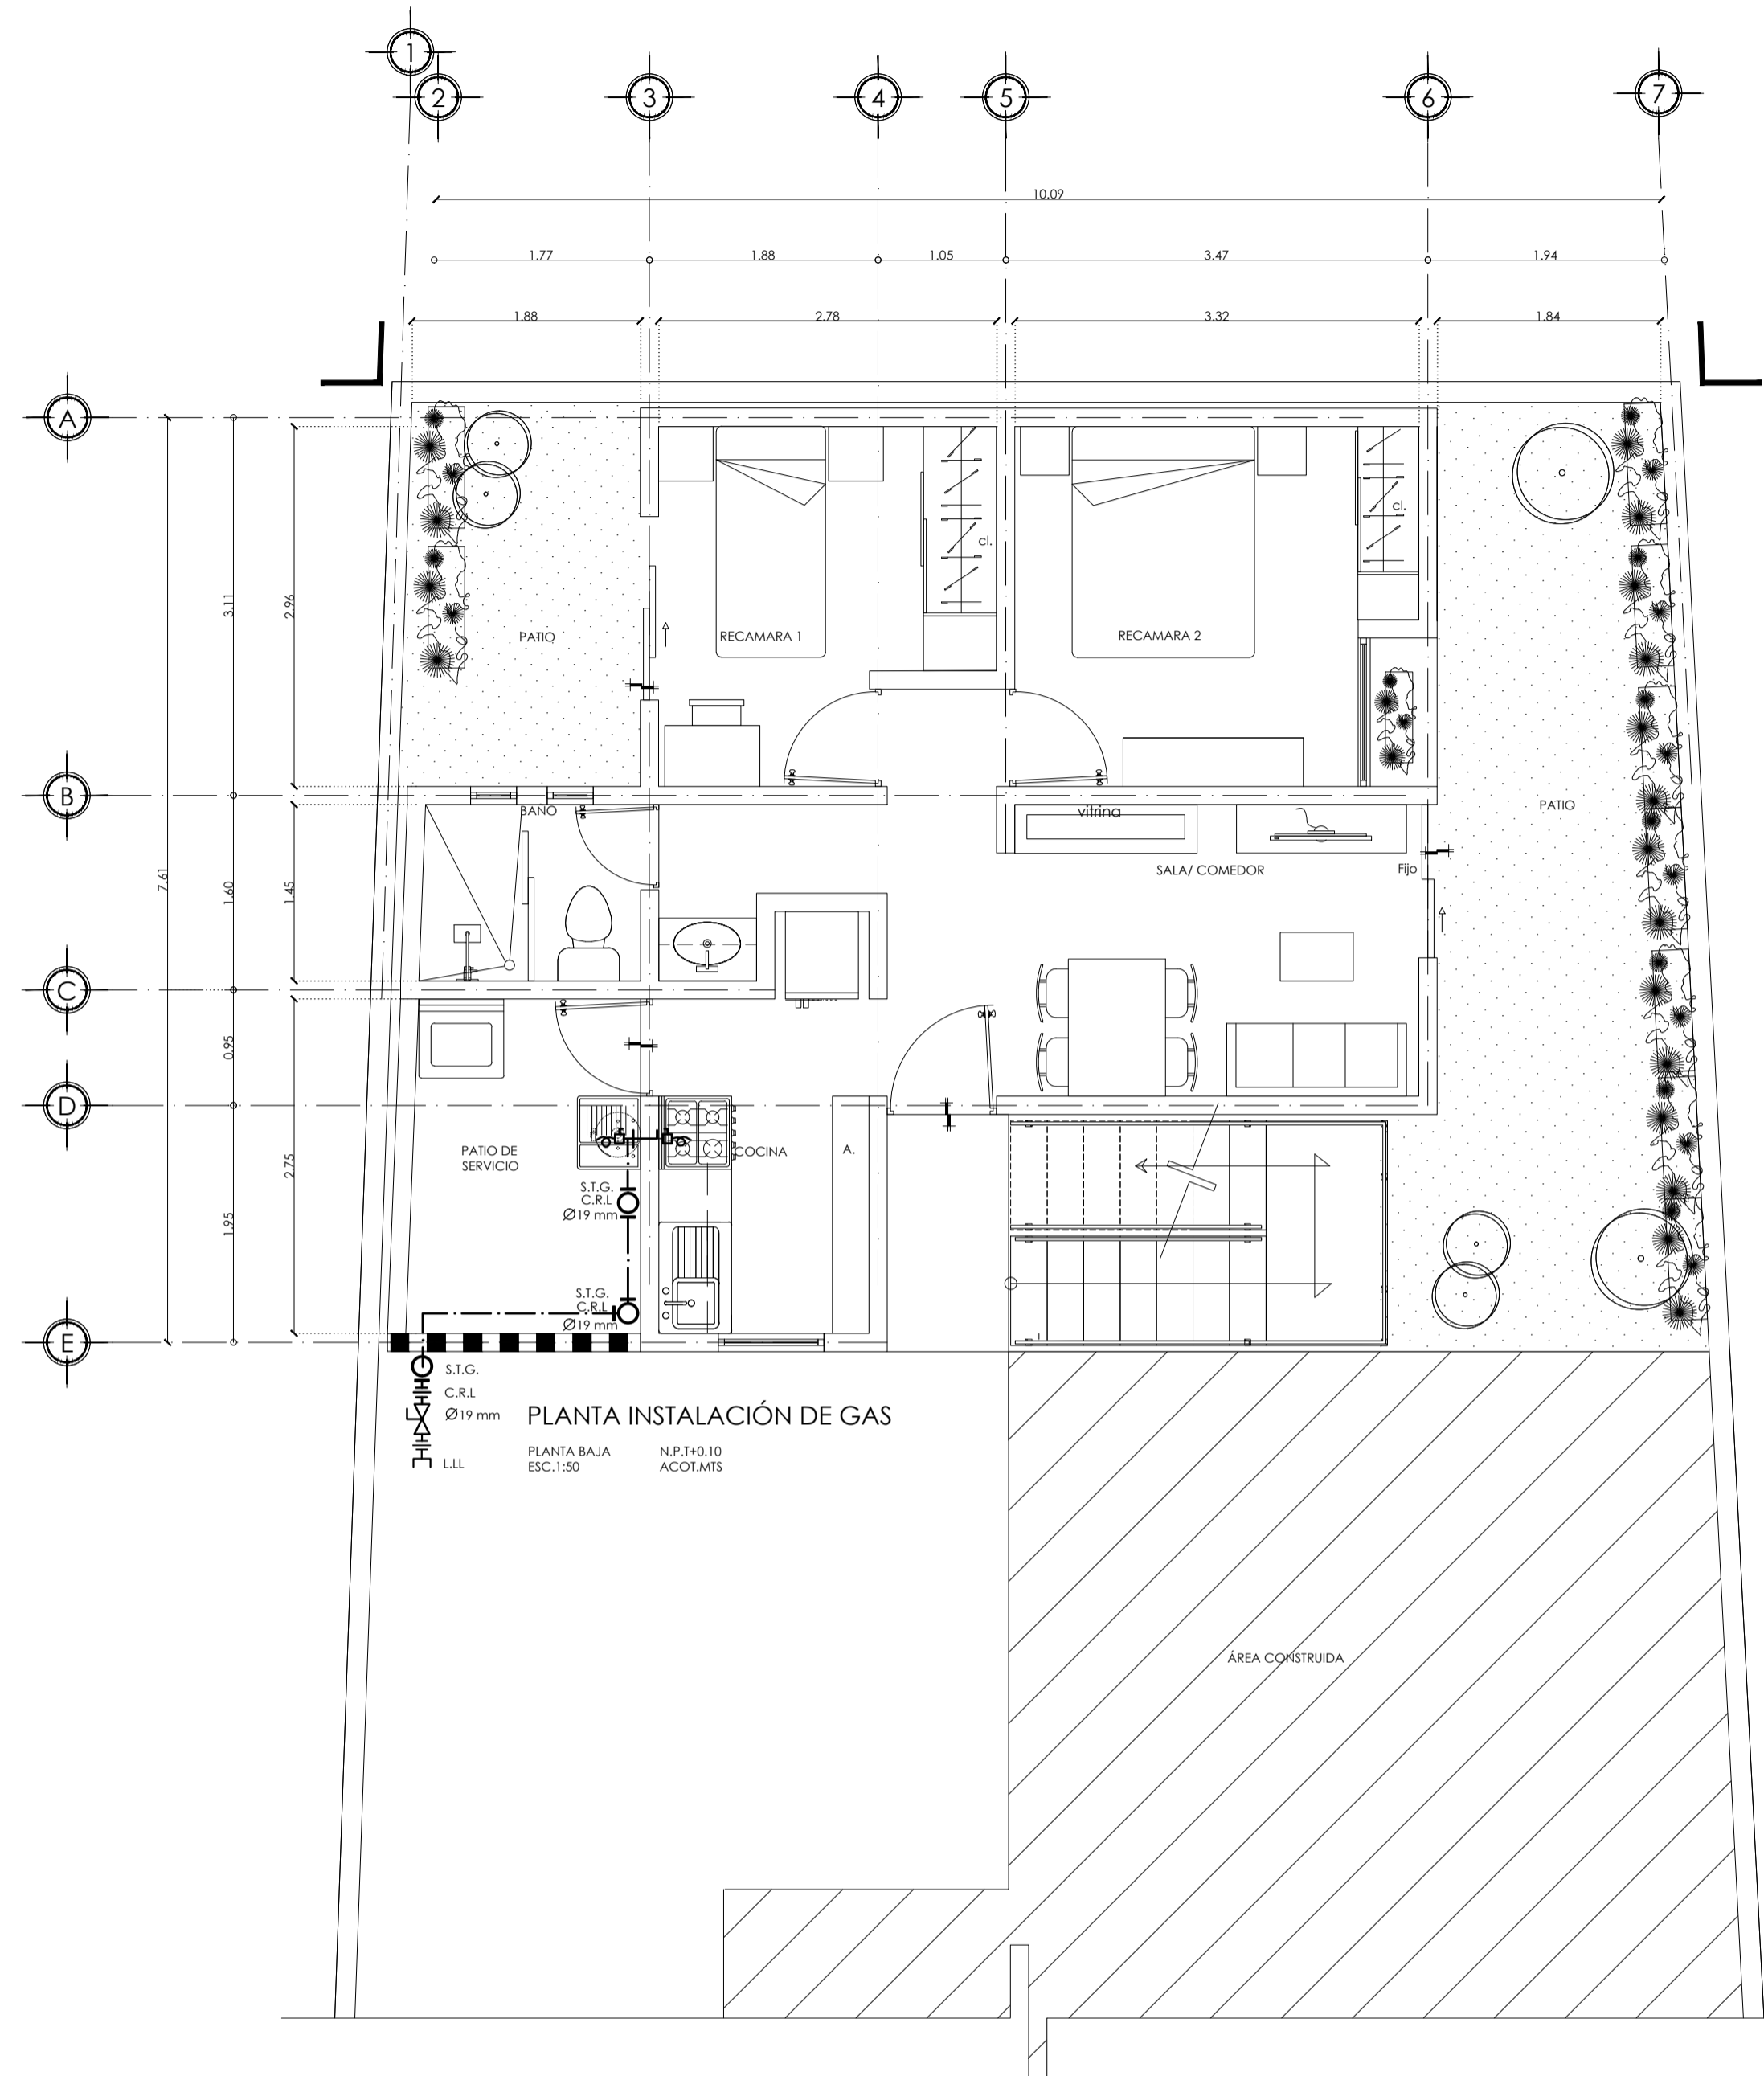 1
2
3
4
5
6
7
10.09
1.77
1.88
1.05
3.47
1.94
1.88
2.78
3.32
1.84
A
B
C
D
E
7.61
3.11
1.60
0.95
1.95
2.96
1.45
2.75
cl.
cl.
PATIO
RECAMARA 1
RECAMARA 2
BAÑO
vitrina
PATIO
SALA/ COMEDOR
Fijo
PATIO DE
SERVICIO
COCINA
A.
S.T.G.
C.R.L
Ø19 mm
S.T.G.
C.R.L
Ø19 mm
S.T.G.
C.R.L
Ø19 mm
L.LL
PLANTA INSTALACIÓN DE GAS
PLANTA BAJA
N.P.T+0.10
ESC.1:50
ACOT.MTS
ÁREA CONSTRUIDA